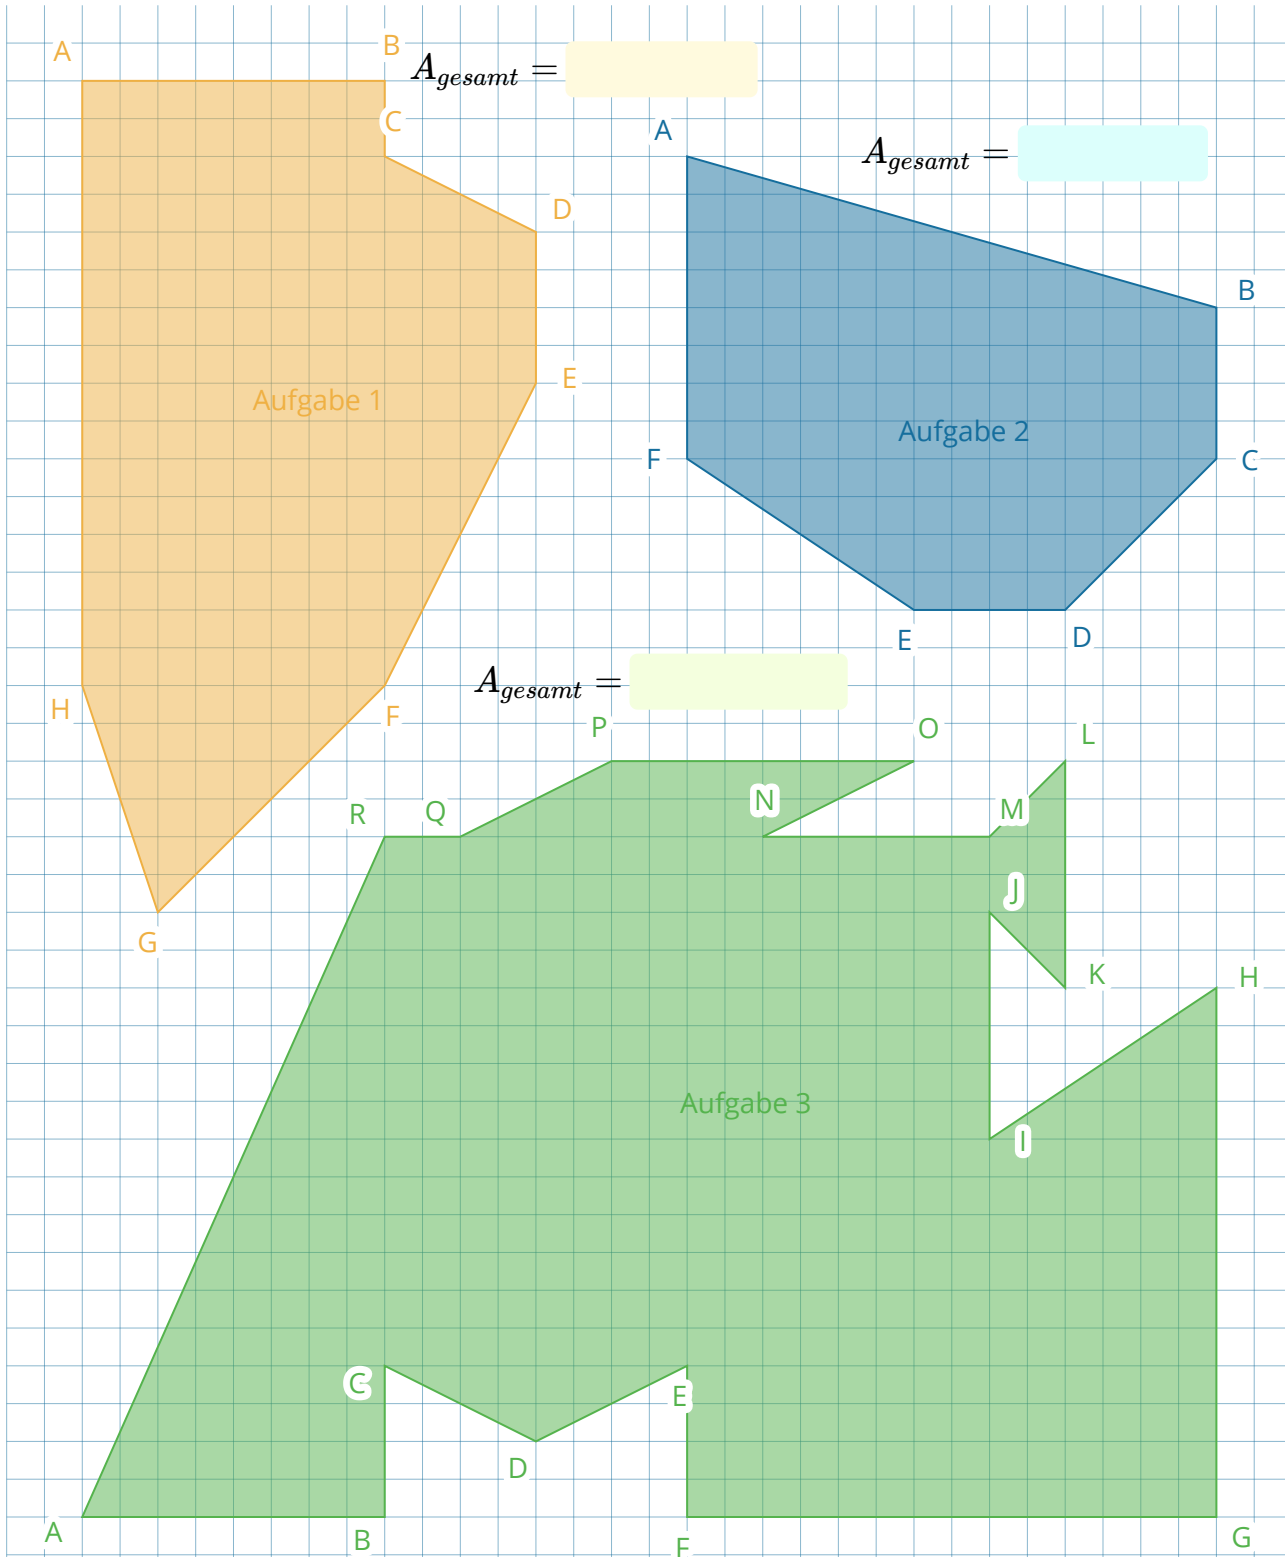 A
B
A_gesamt =
C
A
A_gesamt =
D
B
E
Aufgabe 1
Aufgabe 2
F
C
E
D
A_gesamt =
H
F
P
O
L
R
Q
N
M
J
G
K
H
Aufgabe 3
I
C
E
D
A
B
F
G